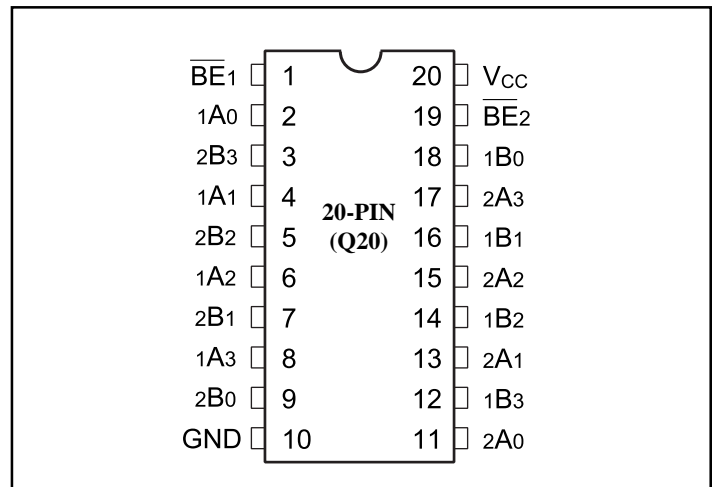 B̅E̅1 1 20 VCC
1A0 2 19 B̅E̅2
2B3 3 18 1B0
1A1 4 17 2A3
20-PIN
2B2 5 16 1B1
(Q20)
1A2 6 15 2A2
2B1 7 14 1B2
1A3 8 13 2A1
2B0 9 12 1B3
GND 10 11 2A0